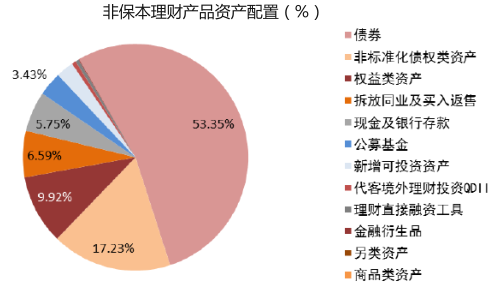 非保本理财产品资产配置（%）
3.43%
53.35%
5.75%
6.59%
9.92%
17.23%
债券
非标准化债权类资产
权益类资产
拆放同业及买入返售
现金及银行存款
公募基金
新增可投资资产
代客境外理财投资QDII
理财直接融资工具
金融衍生品
另类资产
商品类资产